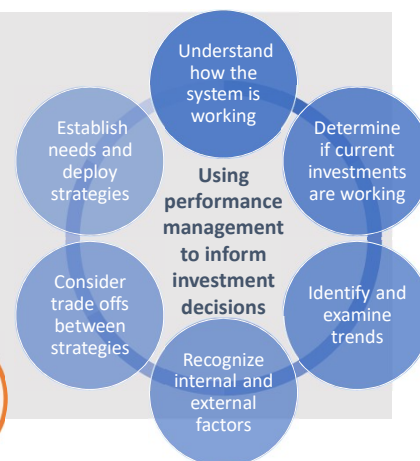 Understand
how the
system is
working
Determine
if current
investments
are working
Identify and
examine
trends
Recognize
internal and
external
factors
Consider
trade offs
between
strategies
Establish
needs and
deploy
strategies
Using
performance
management
to inform
investment
decisions